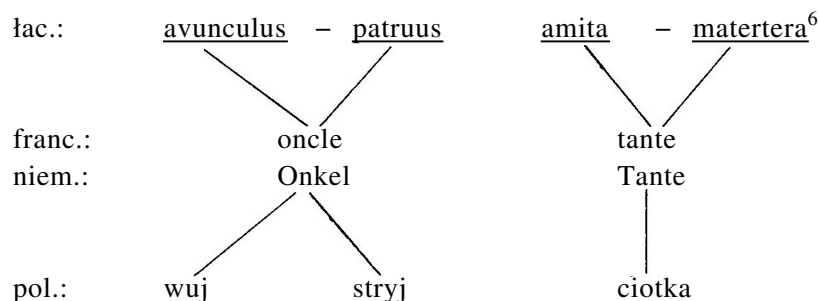 łac.: avunculus – patruus amita – matertera6
franc.: oncle tante
niem.: Onkel Tante
pol.: wuj stryj ciotka